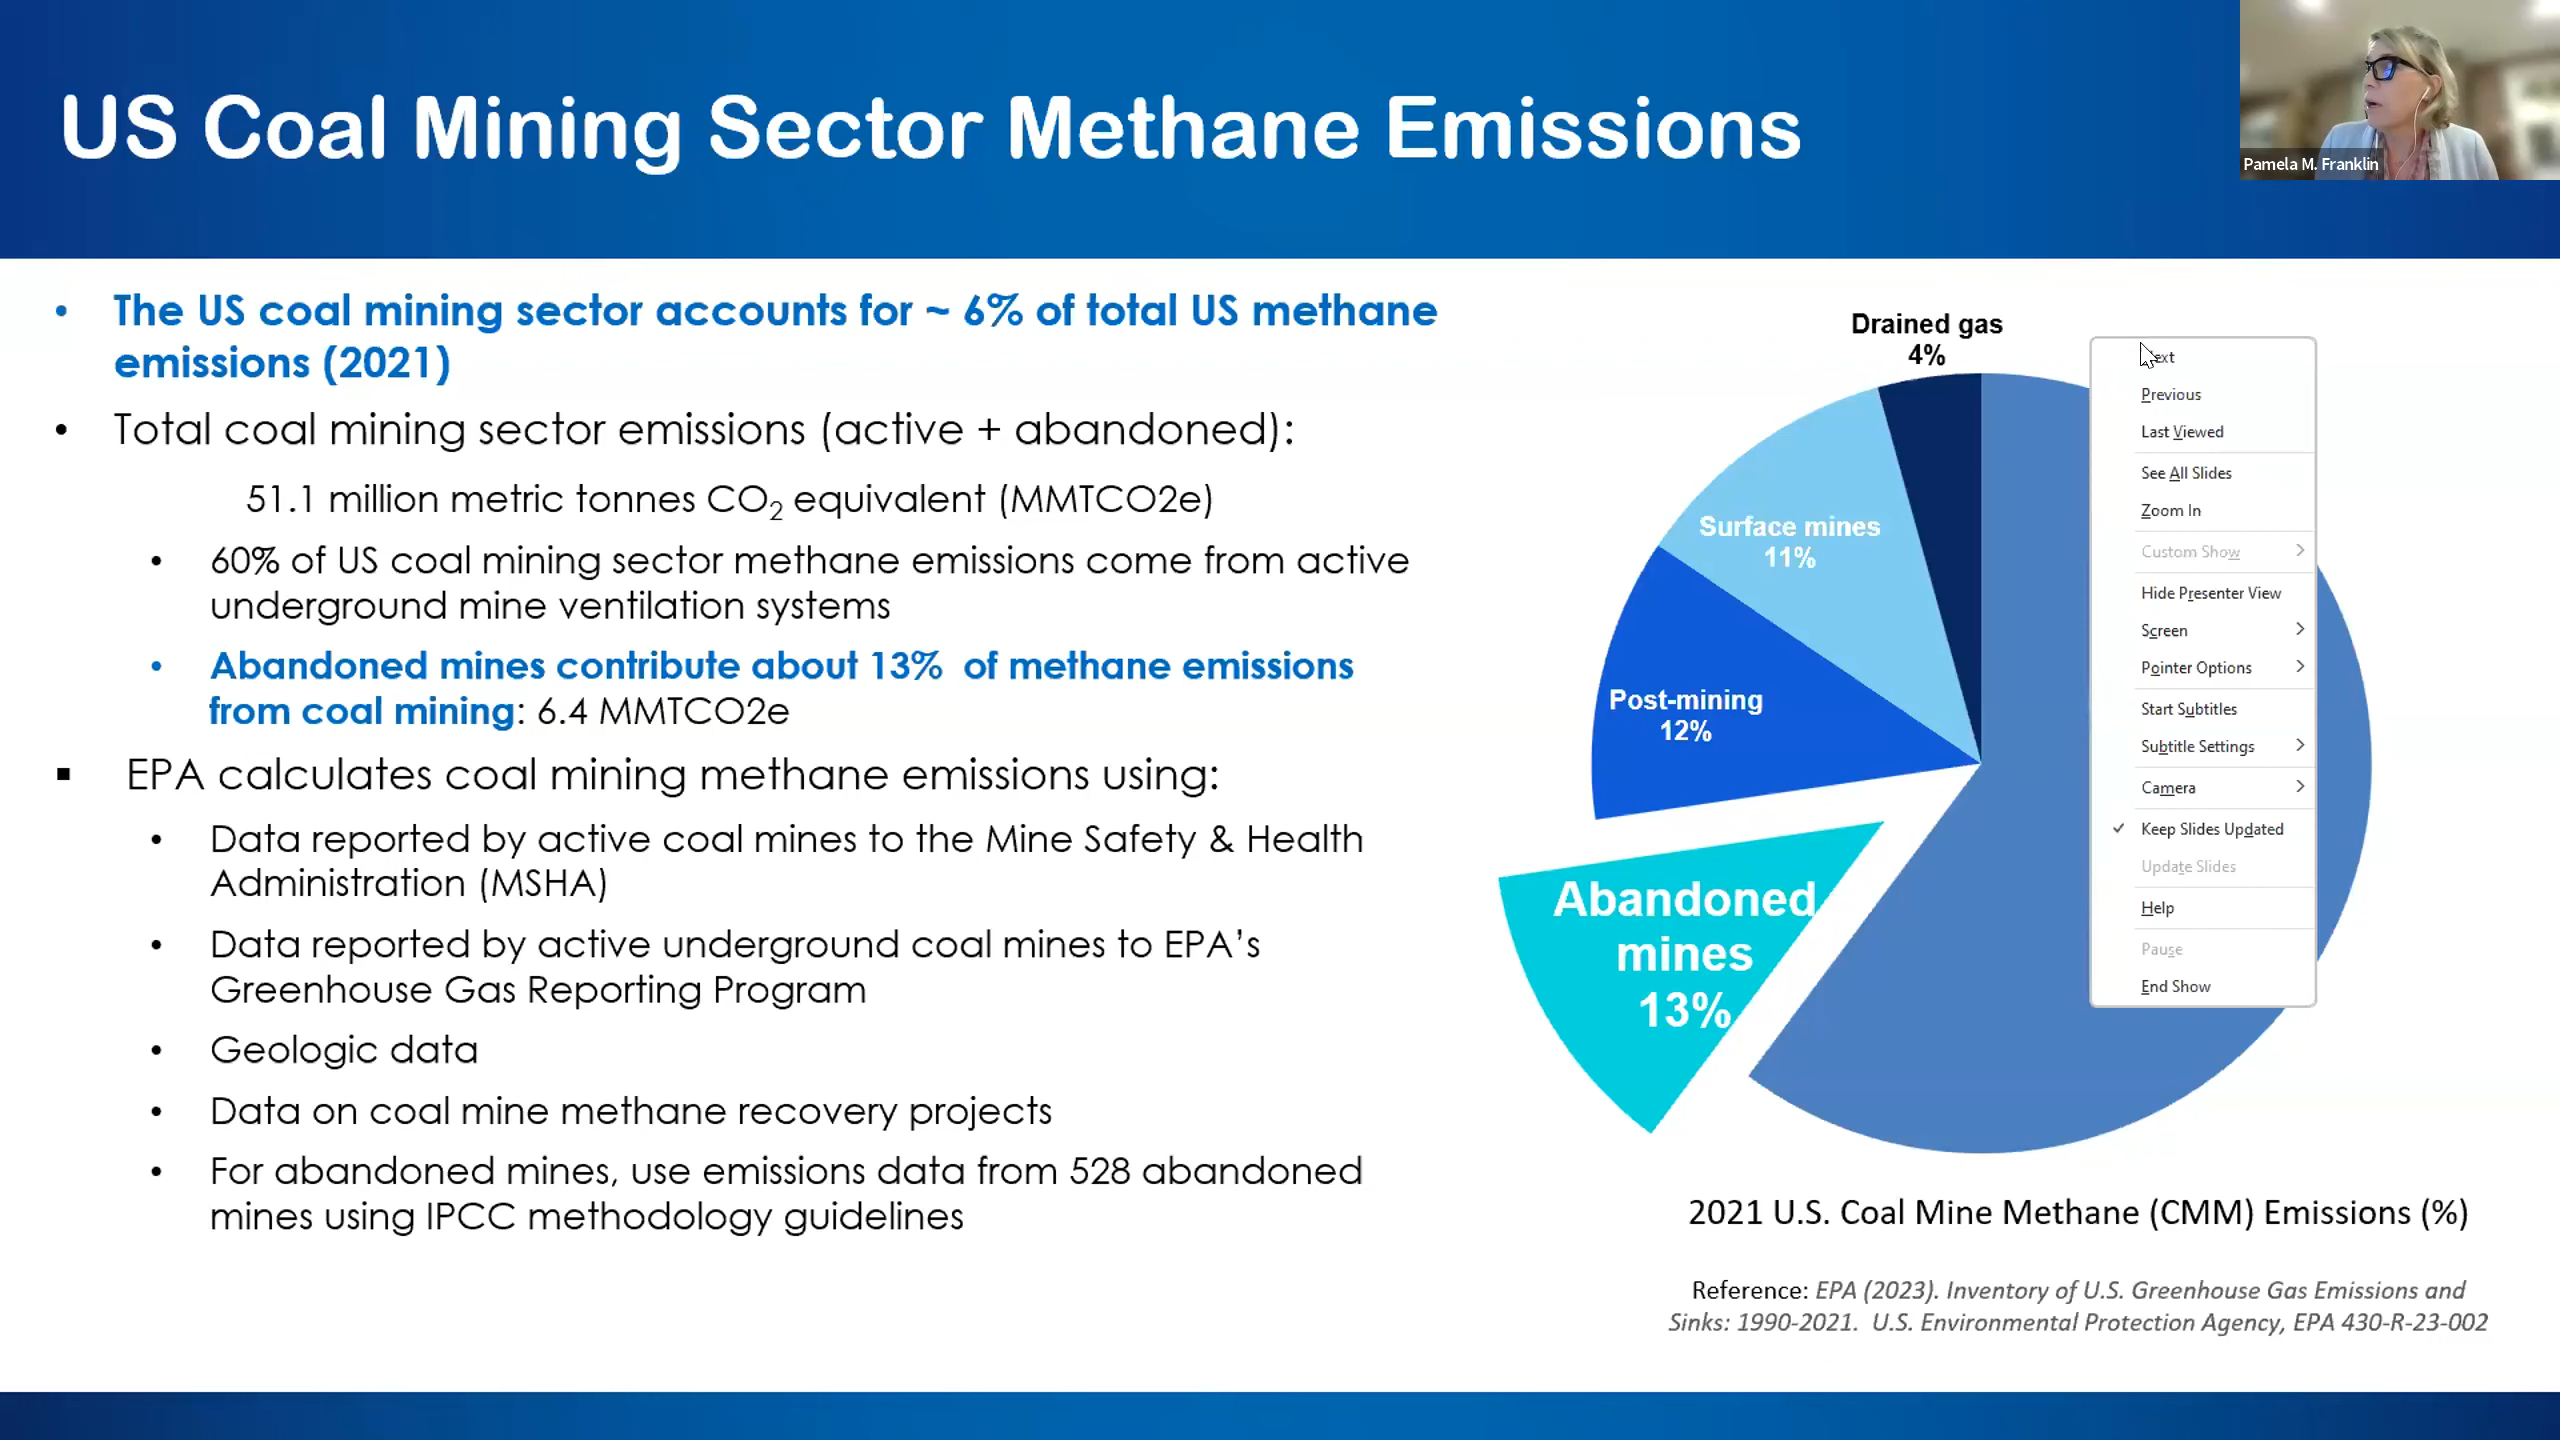 US Coal Mining Sector Methane Emissions
Pamela M. Franklin
• The US coal mining sector accounts for ~ 6% of total US methane
emissions (2021)
• Total coal mining sector emissions (active + abandoned):
51.1 million metric tonnes CO2 equivalent (MMTCO2e)
• 60% of US coal mining sector methane emissions come from active
underground mine ventilation systems
• Abandoned mines contribute about 13% of methane emissions
from coal mining: 6.4 MMTCO2e
▪ EPA calculates coal mining methane emissions using:
• Data reported by active coal mines to the Mine Safety & Health
Administration (MSHA)
• Data reported by active underground coal mines to EPA’s
Greenhouse Gas Reporting Program
• Geologic data
• Data on coal mine methane recovery projects
• For abandoned mines, use emissions data from 528 abandoned
mines using IPCC methodology guidelines
Drained gas
4%
Surface mines
11%
Post-mining
12%
Abandoned
mines
13%
Previous
Last Viewed
See All Slides
Zoom In
Custom Show
Hide Presenter View
Screen
Pointer Options
Start Subtitles
Subtitle Settings
Camera
Keep Slides Updated
Update Slides
Help
Pause
End Show
2021 U.S. Coal Mine Methane (CMM) Emissions (%)
Reference: EPA (2023). Inventory of U.S. Greenhouse Gas Emissions and
Sinks: 1990-2021. U.S. Environmental Protection Agency, EPA 430-R-23-002